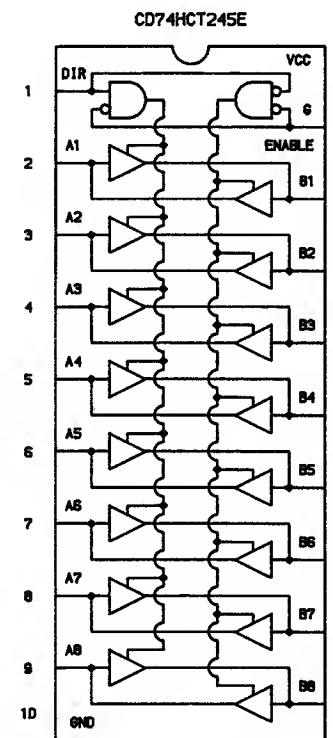 CD74HCT245E
VCC
DIR
1
G
ENABLE
A1
2
B1
A2
3
B2
A3
4
B3
A4
5
B4
A5
6
B5
A6
7
B6
A7
8
B7
A8
9
B8
10
GND